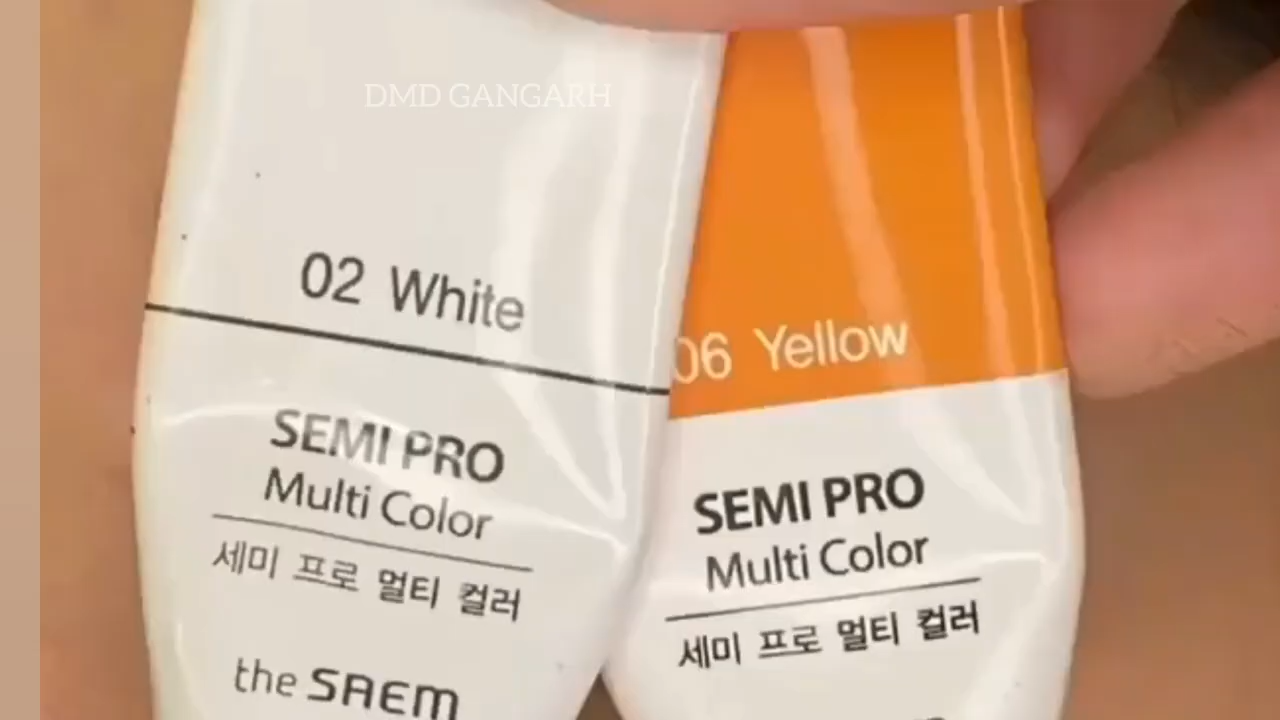 DMD GANGARH
02 White
SEMI PRO
Multi Color
세미 프로 멀티 컬러
the SAEM
06 Yellow
SEMI PRO
Multi Color
세미 프로 멀티 컬러